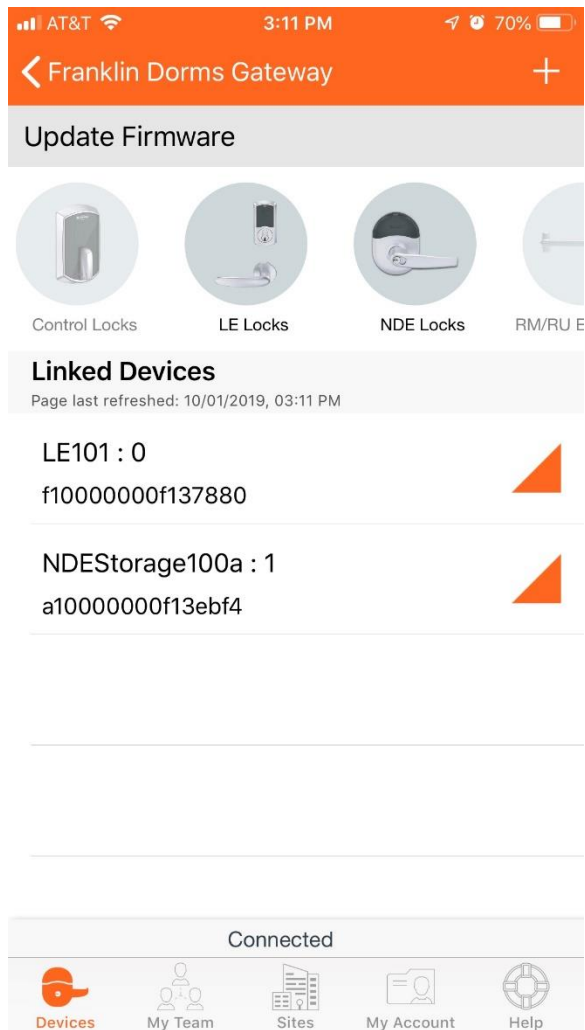 AT&T 3:11 PM 70%
Franklin Dorms Gateway +
Update Firmware
Control Locks LE Locks NDE Locks RM/RU E
Linked Devices
Page last refreshed: 10/01/2019, 03:11 PM
LE101 : 0
f10000000f137880
NDEStorage100a : 1
a10000000f13ebf4
Connected
Devices My Team Sites My Account Help